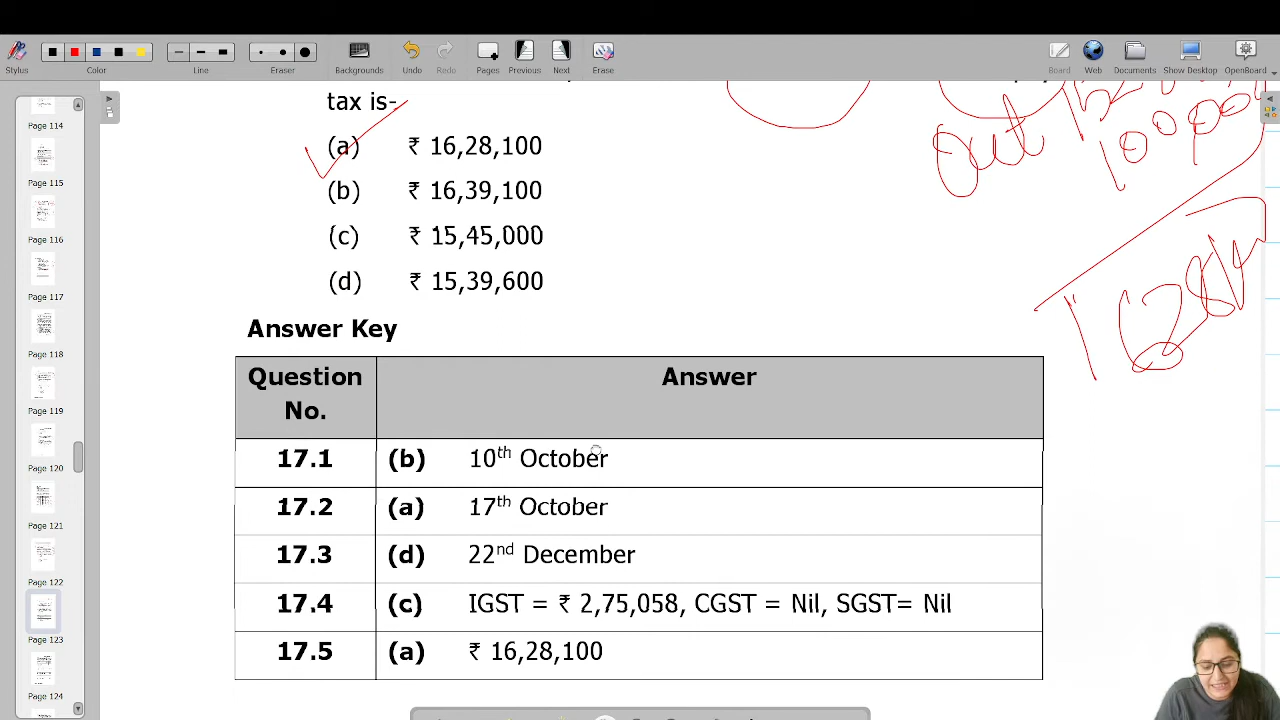 Stylus
Color
Line
Eraser
Backgrounds
Undo
Redo
Pages
Previous
Next
Erase
Board
Web
Documents
Show Desktop
OpenBoard
Page 114
Page 115
Page 116
Page 117
Page 118
Page 119
Page 120
Page 121
Page 122
Page 123
Page 124
tax is-
(a) ₹ 16,28,100
(b) ₹ 16,39,100
(c) ₹ 15,45,000
(d) ₹ 15,39,600
out
Answer Key
Question No. Answer
17.1 (b) 10th October
17.2 (a) 17th October
17.3 (d) 22nd December
17.4 (c) IGST = ₹ 2,75,058, CGST = Nil, SGST= Nil
17.5 (a) ₹ 16,28,100